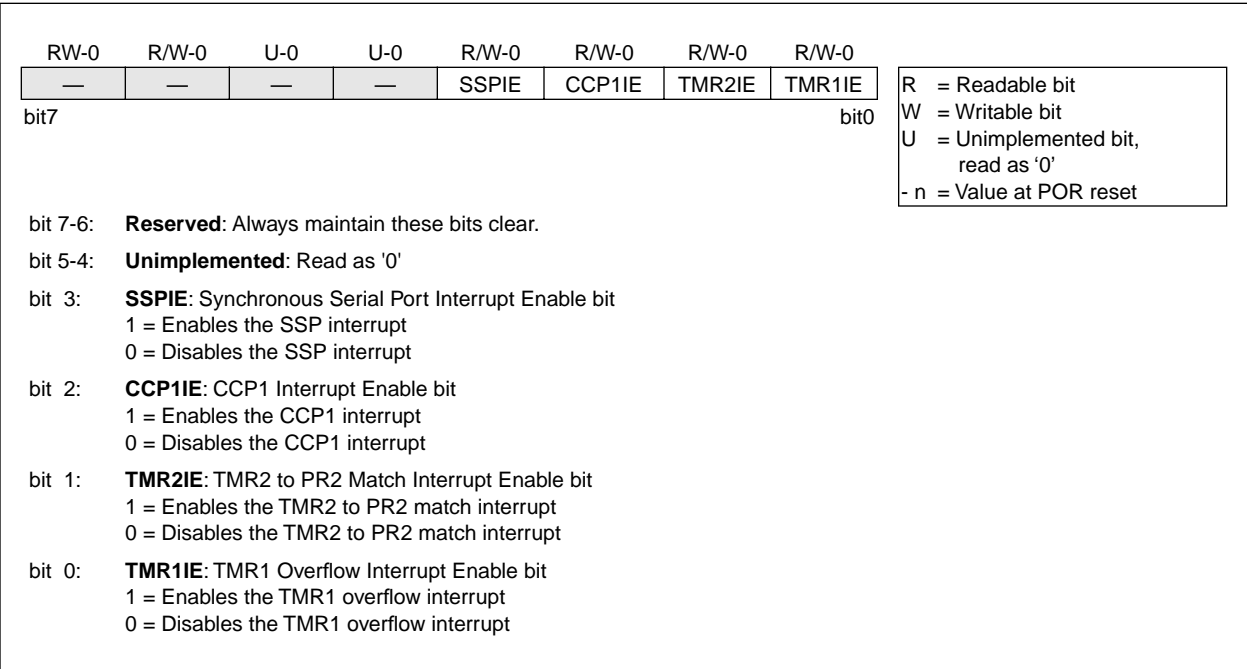 RW-0 R/W-0 U-0 U-0 R/W-0 R/W-0 R/W-0 R/W-0
— — — — SSPIE CCP1IE TMR2IE TMR1IE
bit7 bit0
R = Readable bit
W = Writable bit
U = Unimplemented bit,
read as ‘0’
- n = Value at POR reset
bit 7-6: Reserved: Always maintain these bits clear.
bit 5-4: Unimplemented: Read as '0'
bit 3: SSPIE: Synchronous Serial Port Interrupt Enable bit
1 = Enables the SSP interrupt
0 = Disables the SSP interrupt
bit 2: CCP1IE: CCP1 Interrupt Enable bit
1 = Enables the CCP1 interrupt
0 = Disables the CCP1 interrupt
bit 1: TMR2IE: TMR2 to PR2 Match Interrupt Enable bit
1 = Enables the TMR2 to PR2 match interrupt
0 = Disables the TMR2 to PR2 match interrupt
bit 0: TMR1IE: TMR1 Overflow Interrupt Enable bit
1 = Enables the TMR1 overflow interrupt
0 = Disables the TMR1 overflow interrupt